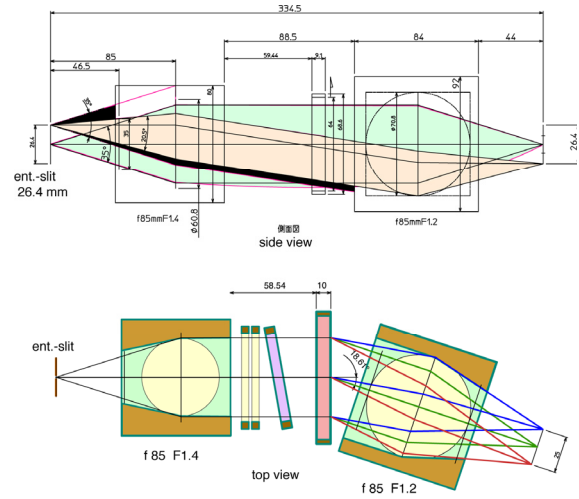 334.5
85
88.5
84
44
46.5
59.44
9.1
35°
80
92
20.5°
35
64
68.6
φ70.8
26.4
26.4
35°
ent.-slit
26.4 mm
f85mmF1.4
φ60.8
f85mmF1.2
側面図
side view
58.54
10
ent.-slit
18.61°
25
f 85 F1.4
top view
f 85 F1.2